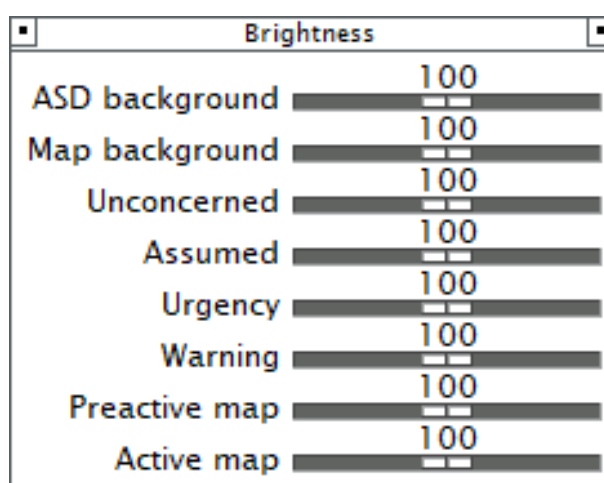 Brightness
100
ASD background
100
Map background
100
Unconcerned
100
Assumed
100
Urgency
100
Warning
100
Preactive map
100
Active map